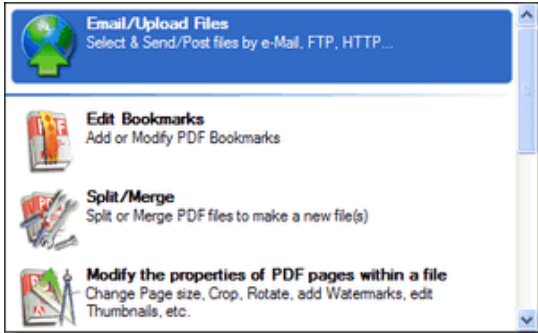 Email/Upload Files
Select & Send/Post files by e-Mail, FTP, HTTP...
Edit Bookmarks
Add or Modify PDF Bookmarks
Split/Merge
Split or Merge PDF files to make a new file(s)
Modify the properties of PDF pages within a file
Change Page size, Crop, Rotate, add Watermarks, edit
Thumbnails, etc.